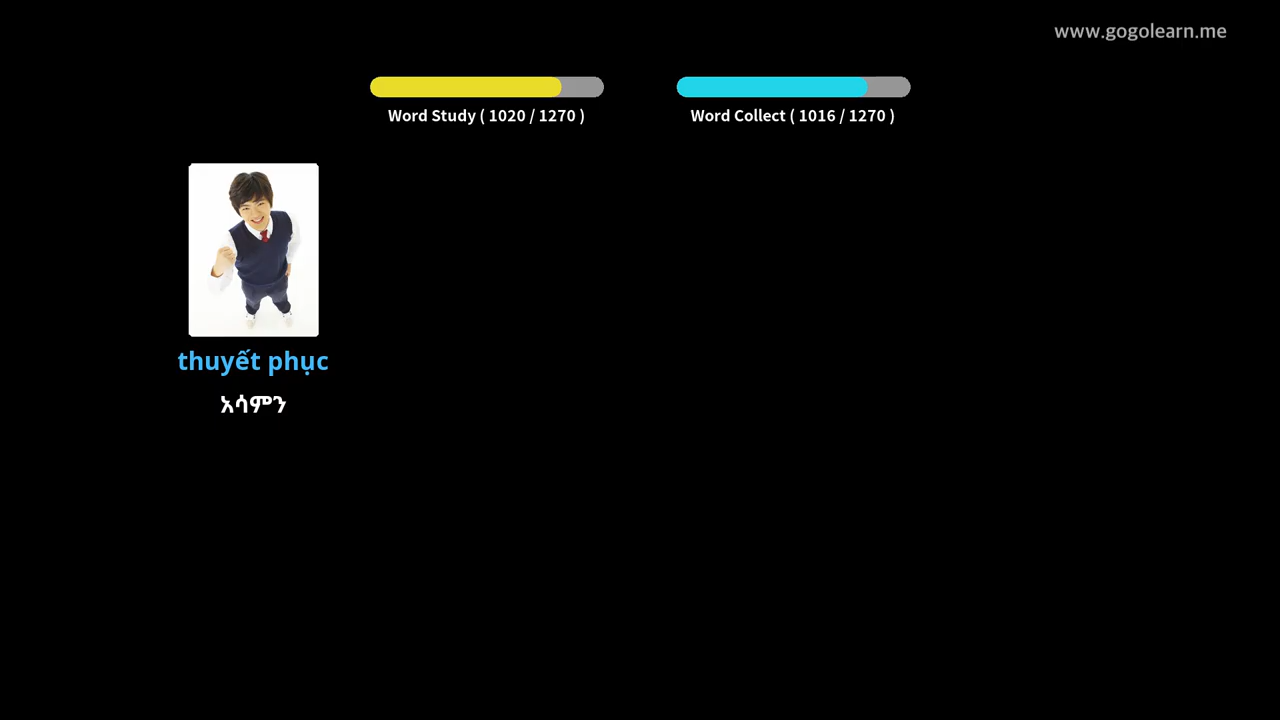 www.gogolearn.me
Word Study ( 1020 / 1270 )
Word Collect ( 1016 / 1270 )
thuyết phục
አሳምን